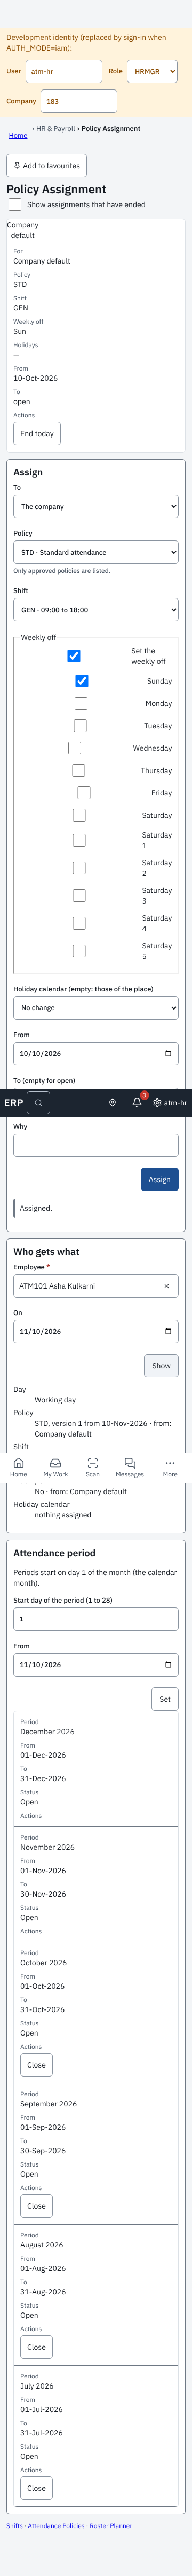 Development identity (replaced by sign-in when
AUTH_MODE=iam):
User atm-hr Role HRMGR
Company 183
Home › HR & Payroll › Policy Assignment
Add to favourites
Policy Assignment
Show assignments that have ended
Company
default
For
Company default
Policy
STD
Shift
GEN
Weekly off
Sun
Holidays
—
From
10-Oct-2026
To
open
Actions
End today
Assign
To
The company
Policy
STD · Standard attendance
Only approved policies are listed.
Shift
GEN · 09:00 to 18:00
Weekly off
Set the
weekly off
Sunday
Monday
Tuesday
Wednesday
Thursday
Friday
Saturday
Saturday
1
Saturday
2
Saturday
3
Saturday
4
Saturday
5
Holiday calendar (empty: those of the place)
No change
From
10/10/2026
To (empty for open)
ERP 3 atm-hr
Why
Assign
Assigned.
Who gets what
Employee *
ATM101 Asha Kulkarni ×
On
11/10/2026
Show
Day
Working day
Policy
STD, version 1 from 10-Nov-2026 · from:
Company default
Shift
Home My Work Scan Messages More
No · from: Company default
Holiday calendar
nothing assigned
Attendance period
Periods start on day 1 of the month (the calendar
month).
Start day of the period (1 to 28)
1
From
11/10/2026
Set
Period
December 2026
From
01-Dec-2026
To
31-Dec-2026
Status
Open
Actions
Period
November 2026
From
01-Nov-2026
To
30-Nov-2026
Status
Open
Actions
Period
October 2026
From
01-Oct-2026
To
31-Oct-2026
Status
Open
Actions
Close
Period
September 2026
From
01-Sep-2026
To
30-Sep-2026
Status
Open
Actions
Close
Period
August 2026
From
01-Aug-2026
To
31-Aug-2026
Status
Open
Actions
Close
Period
July 2026
From
01-Jul-2026
To
31-Jul-2026
Status
Open
Actions
Close
Shifts · Attendance Policies · Roster Planner